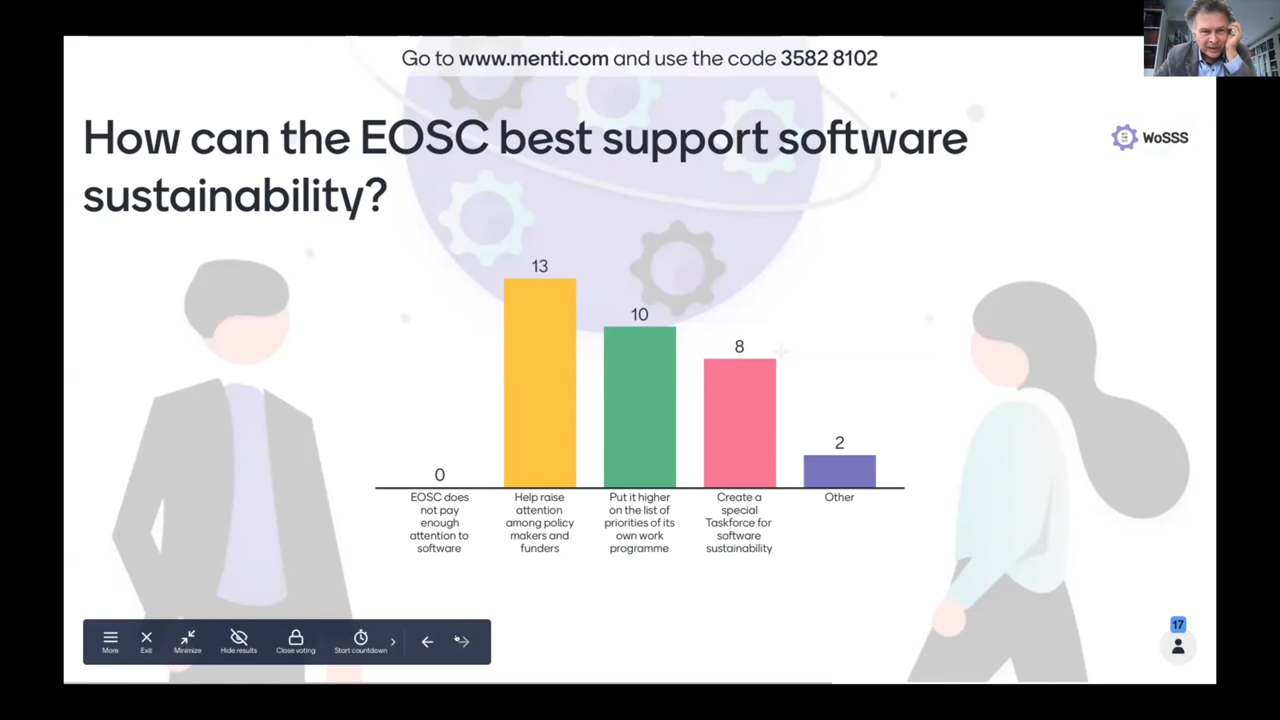 Go to www.menti.com and use the code 3582 8102
How can the EOSC best support software
sustainability?
WoSSS
0
13
10
8
2
EOSC does
not pay
enough
attention to
software
Help raise
attention
among policy
makers and
funders
Put it higher
on the list of
priorities of its
own work
programme
Create a
special
Taskforce for
software
sustainability
Other
More
Exit
Minimize
Hide results
Close voting
Start countdown
17